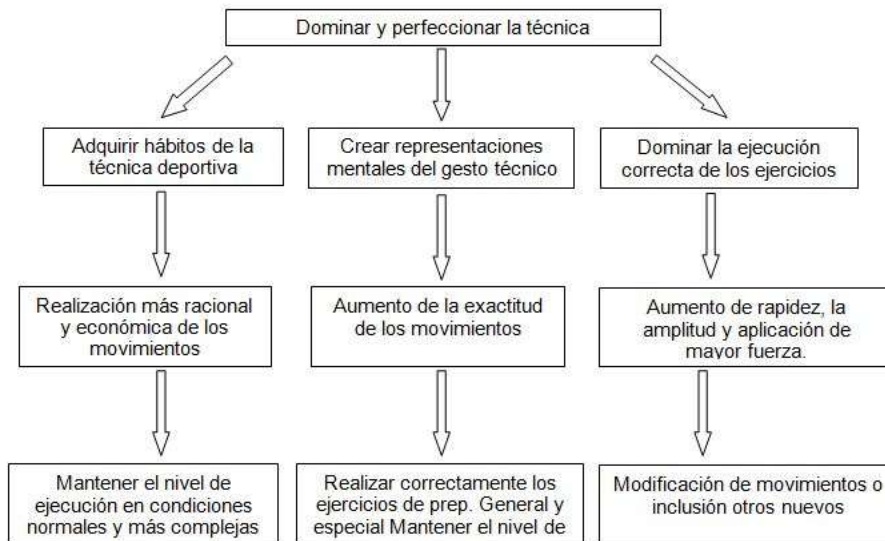 Dominar y perfeccionar la técnica
Adquirir hábitos de la
técnica deportiva
Crear representaciones
mentales del gesto técnico
Dominar la ejecución
correcta de los ejercicios
Realización más racional
y económica de los
movimientos
Aumento de la exactitud
de los movimientos
Aumento de rapidez, la
amplitud y aplicación de
mayor fuerza.
Mantener el nivel de
ejecución en condiciones
normales y más complejas
Realizar correctamente los
ejercicios de prep. General y
especial Mantener el nivel de
Modificación de movimientos o
inclusión otros nuevos